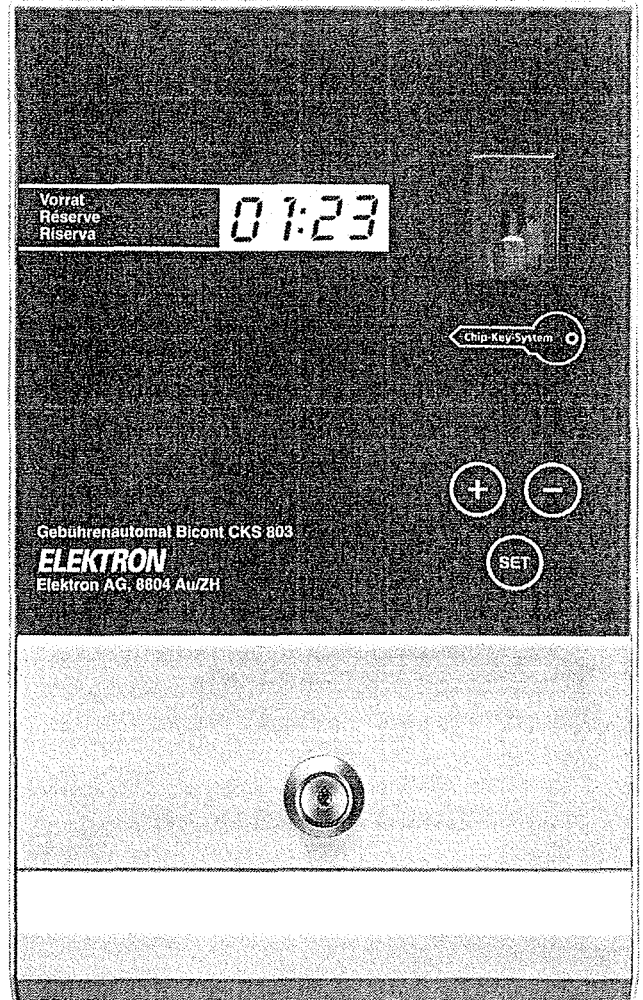 Vorrat
Réserve
Riserva
01:23
Chip-Key-System
+ −
Gebührenautomat Bicont CKS 803
ELEKTRON
SET
Elektron AG, 8804 Au/ZH